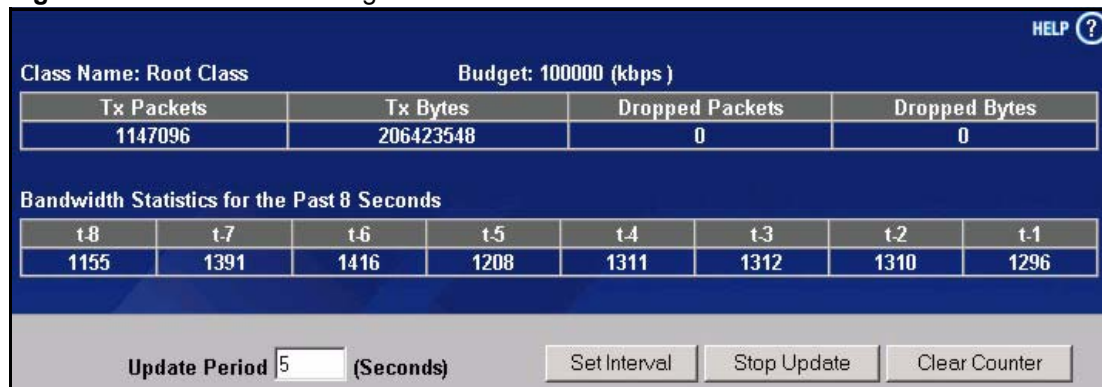 HELP ?
Class Name: Root Class Budget: 100000 (kbps )
Tx Packets Tx Bytes Dropped Packets Dropped Bytes
1147096 206423548 0 0
Bandwidth Statistics for the Past 8 Seconds
t-8 t-7 t-6 t-5 t-4 t-3 t-2 t-1
1155 1391 1416 1208 1311 1312 1310 1296
Update Period 5 (Seconds) Set Interval Stop Update Clear Counter